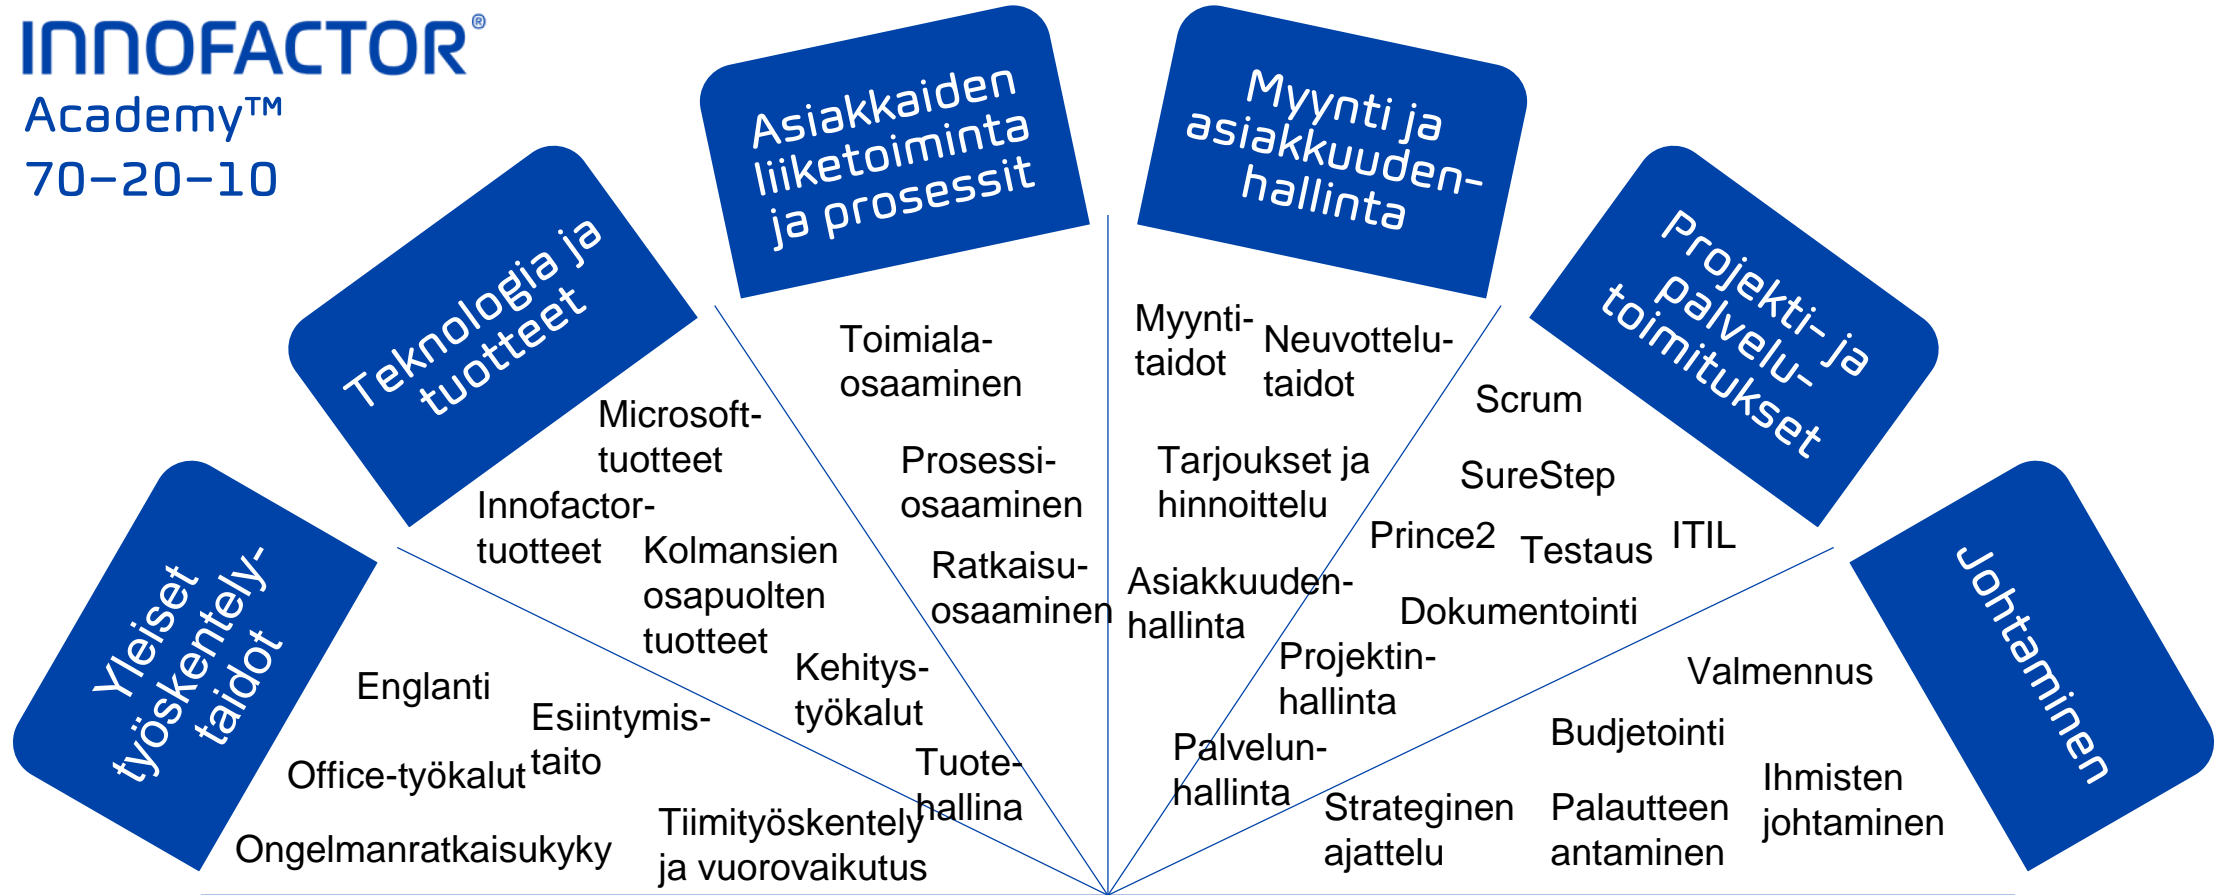 INNOFACTOR®
Academy™
70-20-10
Yleiset
työskentely-
taidot
Englanti
Esiintymis-
taito
Office-työkalut
Ongelmanratkaisukyky
Tiimityöskentely
ja vuorovaikutus
Teknologia ja
tuotteet
Microsoft-
tuotteet
Innofactor-
tuotteet
Kolmansien
osapuolten
tuotteet
Kehitys-
työkalut
Tuote-
hallina
Asiakkaiden
liiketoiminta
ja prosessit
Toimiala-
osaaminen
Prosessi-
osaaminen
Ratkaisu-
osaaminen
Myynti ja
asiakkuuden-
hallinta
Myynti-
taidot
Neuvottelu-
taidot
Tarjoukset ja
hinnoittelu
Asiakkuuden-
hallinta
Projekti- ja
palvelu-
toimitukset
Scrum
SureStep
Prince2
Testaus
ITIL
Dokumentointi
Projektin-
hallinta
Palvelun-
hallinta
Johtaminen
Valmennus
Budjetointi
Ihmisten
johtaminen
Strateginen
ajattelu
Palautteen
antaminen